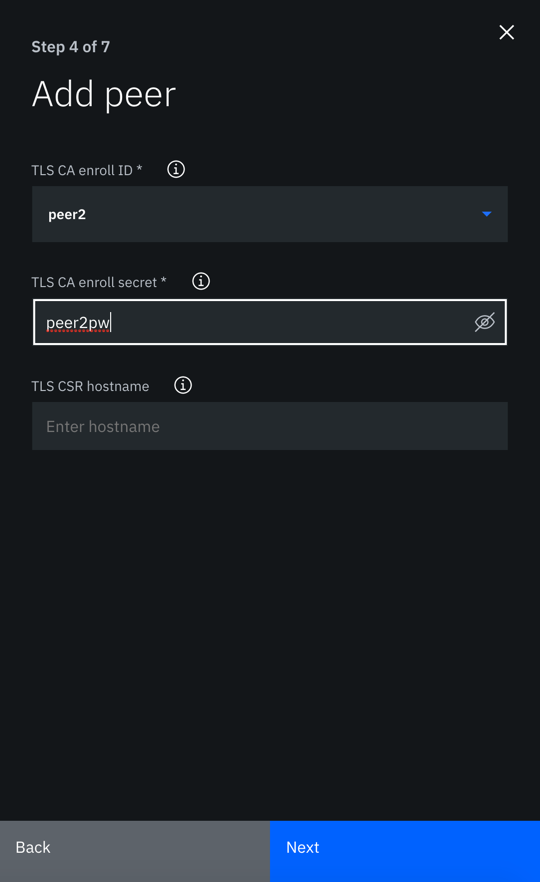 Step 4 of 7
Add peer
TLS CA enroll ID *
peer2
TLS CA enroll secret *
peer2pw
TLS CSR hostname
Enter hostname
Back
Next